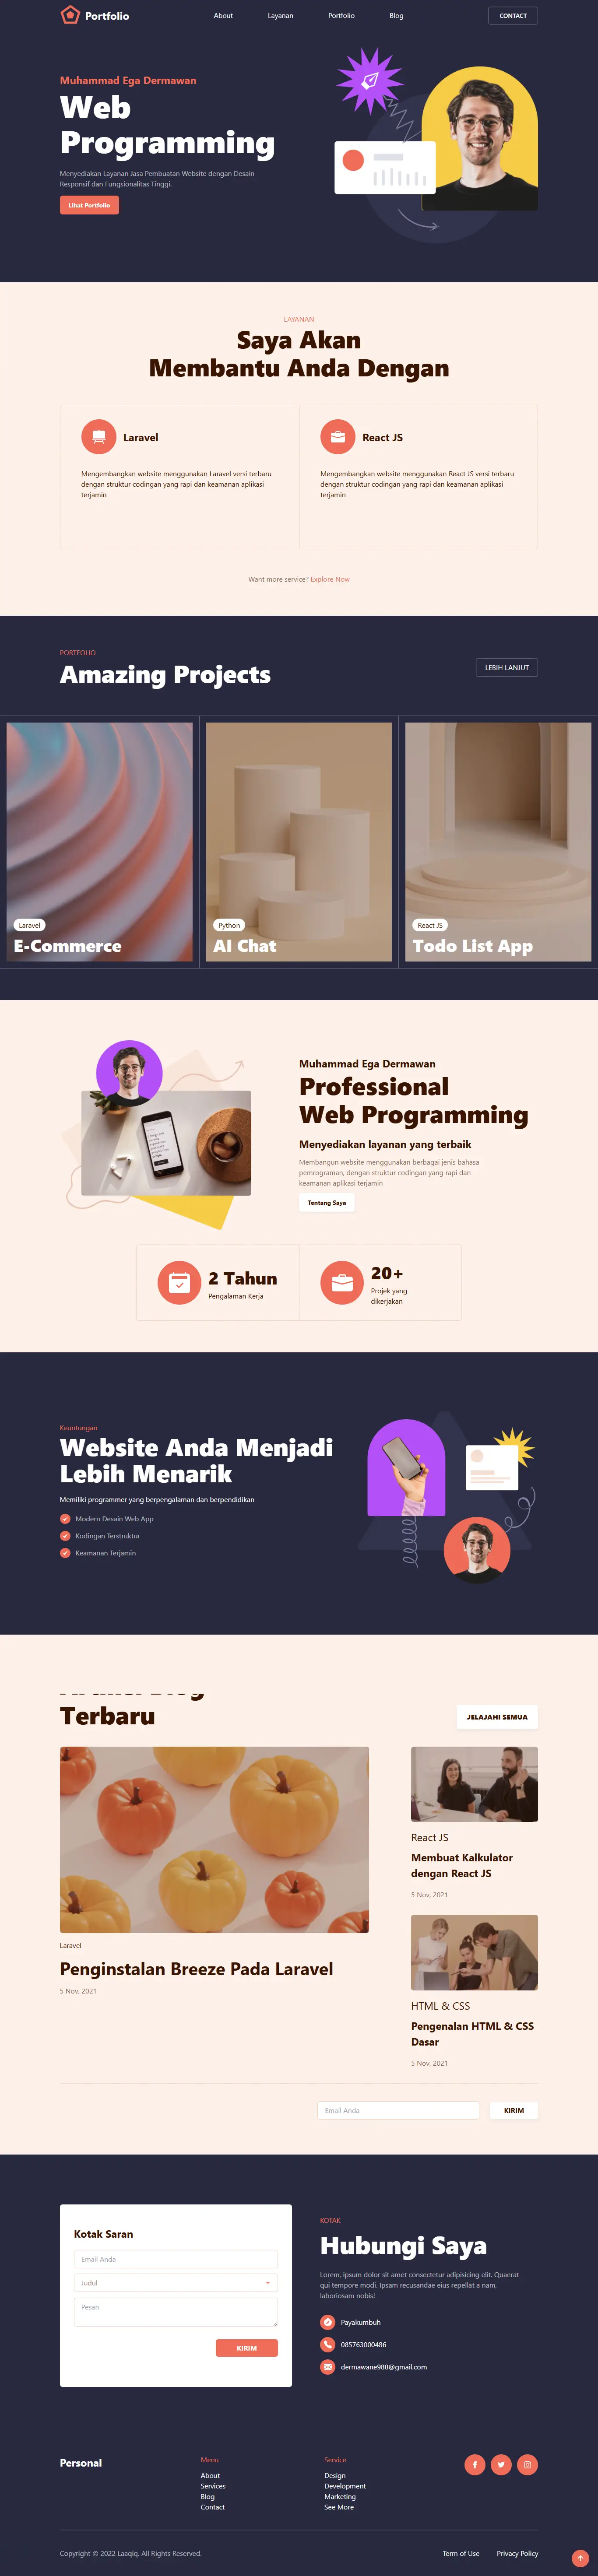 Portfolio
About
Layanan
Portfolio
Blog
CONTACT
Muhammad Ega Dermawan
Web
Programming
Menyediakan Layanan Jasa Pembuatan Website dengan Desain
Responsif dan Fungsionalitas Tinggi.
Lihat Portfolio
LAYANAN
Saya Akan
Membantu Anda Dengan
Laravel
Mengembangkan website menggunakan Laravel versi terbaru
dengan struktur codingan yang rapi dan keamanan aplikasi
terjamin
React JS
Mengembangkan website menggunakan React JS versi terbaru
dengan struktur codingan yang rapi dan keamanan aplikasi
terjamin
Want more service? Explore Now
PORTFOLIO
Amazing Projects
LEBIH LANJUT
Laravel
E-Commerce
Python
AI Chat
React JS
Todo List App
Muhammad Ega Dermawan
Professional
Web Programming
Menyediakan layanan yang terbaik
Membangun website menggunakan berbagai jenis bahasa
pemrograman, dengan struktur codingan yang rapi dan
keamanan aplikasi terjamin
Tentang Saya
2 Tahun
Pengalaman Kerja
20+
Projek yang
dikerjakan
Keuntungan
Website Anda Menjadi
Lebih Menarik
Memiliki programmer yang berpengalaman dan berpendidikan
Modern Desain Web App
Kodingan Terstruktur
Keamanan Terjamin
Terbaru
JELAJAHI SEMUA
Laravel
Penginstalan Breeze Pada Laravel
5 Nov, 2021
React JS
Membuat Kalkulator
dengan React JS
5 Nov, 2021
HTML & CSS
Pengenalan HTML & CSS
Dasar
5 Nov, 2021
Email Anda
KIRIM
Kotak Saran
Email Anda
Judul
Pesan
KIRIM
KOTAK
Hubungi Saya
Lorem, ipsum dolor sit amet consectetur adipisicing elit. Quaerat
qui tempore modi. Ipsam recusandae eius repellat a nam,
laboriosam nobis!
Payakumbuh
085763000486
dermawane988@gmail.com
Personal
Menu
About
Services
Blog
Contact
Service
Design
Development
Marketing
See More
Copyright © 2022 Laaqiq. All Rights Reserved.
Term of Use
Privacy Policy